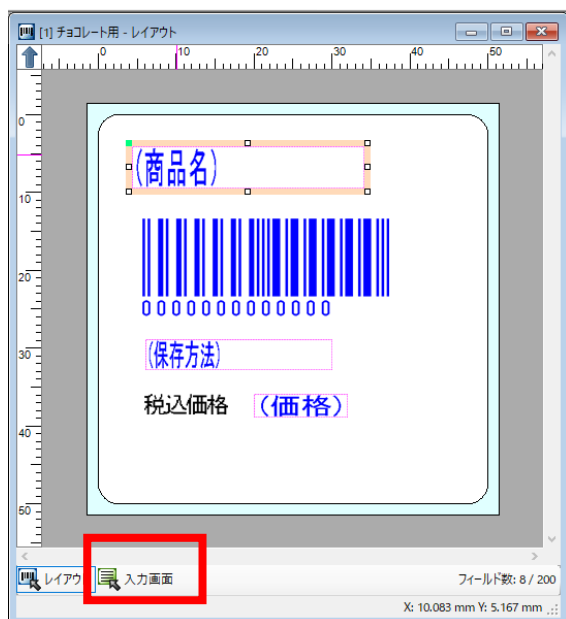 [1] チョコレート用 - レイアウト
0 10 20 30 40 50
0
(商品名)
10
20
0000000000000
30
(保存方法)
税込価格 (価格)
40
50
レイアウ 入力画面 フィールド数: 8 / 200
X: 10.083 mm Y: 5.167 mm